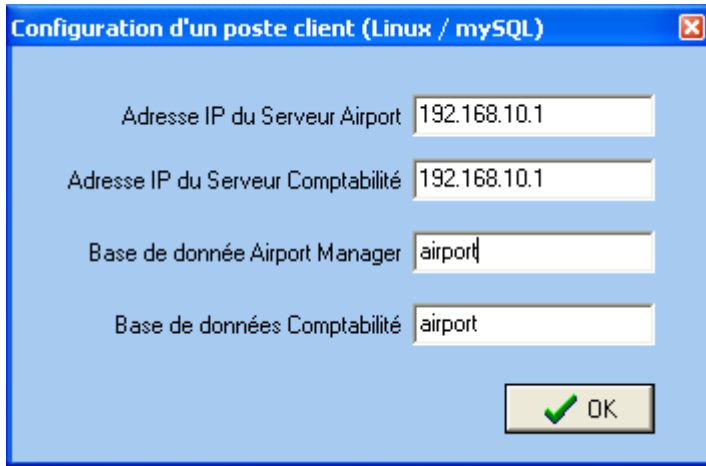 Configuration d'un poste client (Linux / mySQL)
Adresse IP du Serveur Airport 192.168.10.1
Adresse IP du Serveur Comptabilité 192.168.10.1
Base de donnée Airport Manager airport
Base de données Comptabilité airport
OK